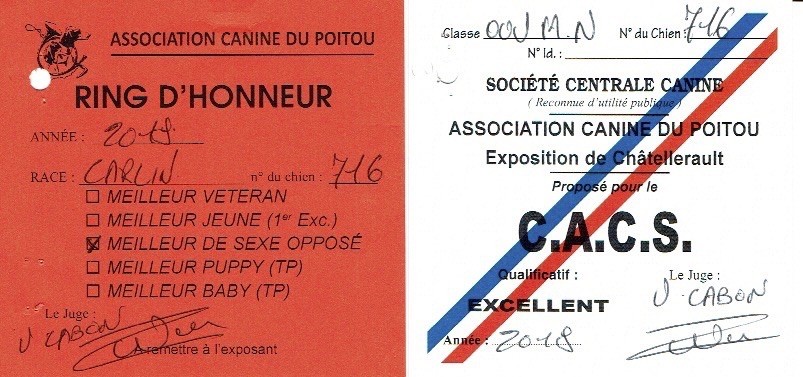 ASSOCIATION CANINE DU POITOU
RING D'HONNEUR
ANNÉE : 2019
RACE : CARLIN n° du chien : 716
MEILLEUR VETERAN
MEILLEUR JEUNE (1er Exc.)
MEILLEUR DE SEXE OPPOSÉ
MEILLEUR PUPPY (TP)
MEILLEUR BABY (TP)
Le Juge :
V CABON
A remettre à l'exposant
Classe OUV M.N N° du Chien : 716
N° Id. :
SOCIÉTÉ CENTRALE CANINE
( Reconnue d'utilité publique )
ASSOCIATION CANINE DU POITOU
Exposition de Châtellerault
Proposé pour le
C.A.C.S.
Qualificatif : Le Juge :
EXCELLENT V. CABON
Année : 2019